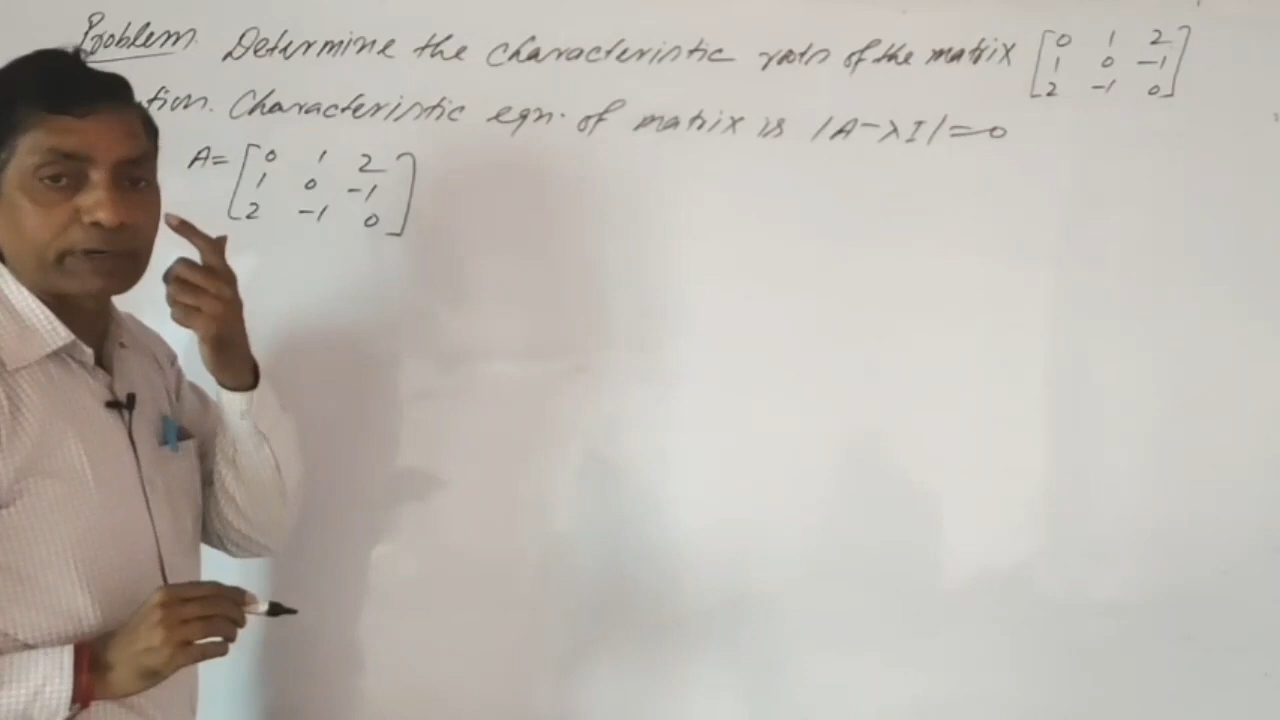 Problem. Determine the characteristic roots of the matrix [0 1 2
1 0 -1
2 -1 0]
tion. Characteristic eqn. of matrix is |A-λI|=0
A= [0 1 2
1 0 -1
2 -1 0]